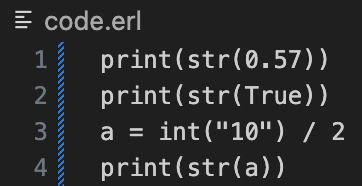 code.erl
1 print(str(0.57))
2 print(str(True))
3 a = int("10") / 2
4 print(str(a))